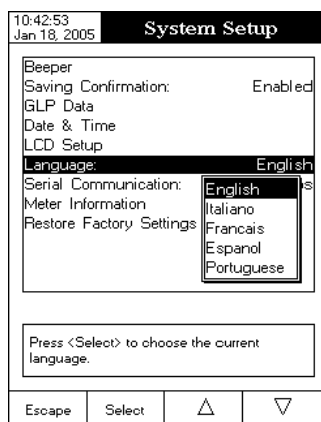 10:42:53
Jan 18, 2005
System Setup
Beeper
Saving Confirmation: Enabled
GLP Data
Date & Time
LCD Setup
Language: English
Serial Communication:
Meter Information
Restore Factory Settings
English
Italiano
Francais
Espanol
Portuguese
Press <Select> to choose the current
language.
Escape Select